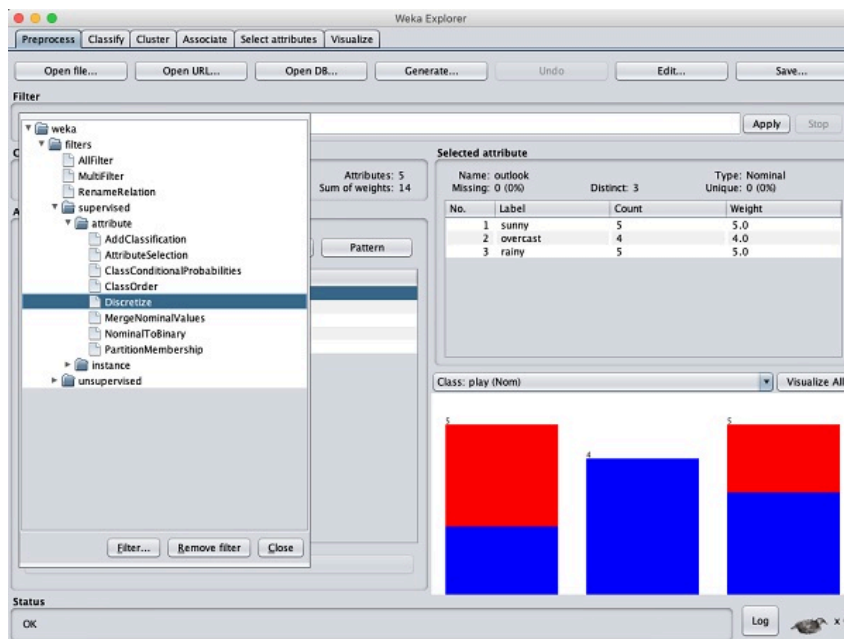 Weka Explorer
Preprocess Classify Cluster Associate Select attributes Visualize
Open file... Open URL... Open DB... Generate... Undo Edit... Save...
Filter
Apply Stop
weka
filters
AllFilter
MultiFilter
RenameRelation
supervised
attribute
AddClassification
AttributeSelection
ClassConditionalProbabilities
ClassOrder
Discretize
MergeNominalValues
NominalToBinary
PartitionMembership
instance
unsupervised
Filter... Remove filter Close
Attributes: 5
Sum of weights: 14
Pattern
Selected attribute
Name: outlook Type: Nominal
Missing: 0 (0%) Distinct: 3 Unique: 0 (0%)
No. Label Count Weight
1 sunny 5 5.0
2 overcast 4 4.0
3 rainy 5 5.0
Class: play (Nom) Visualize All
5 4 5
Status
OK Log x